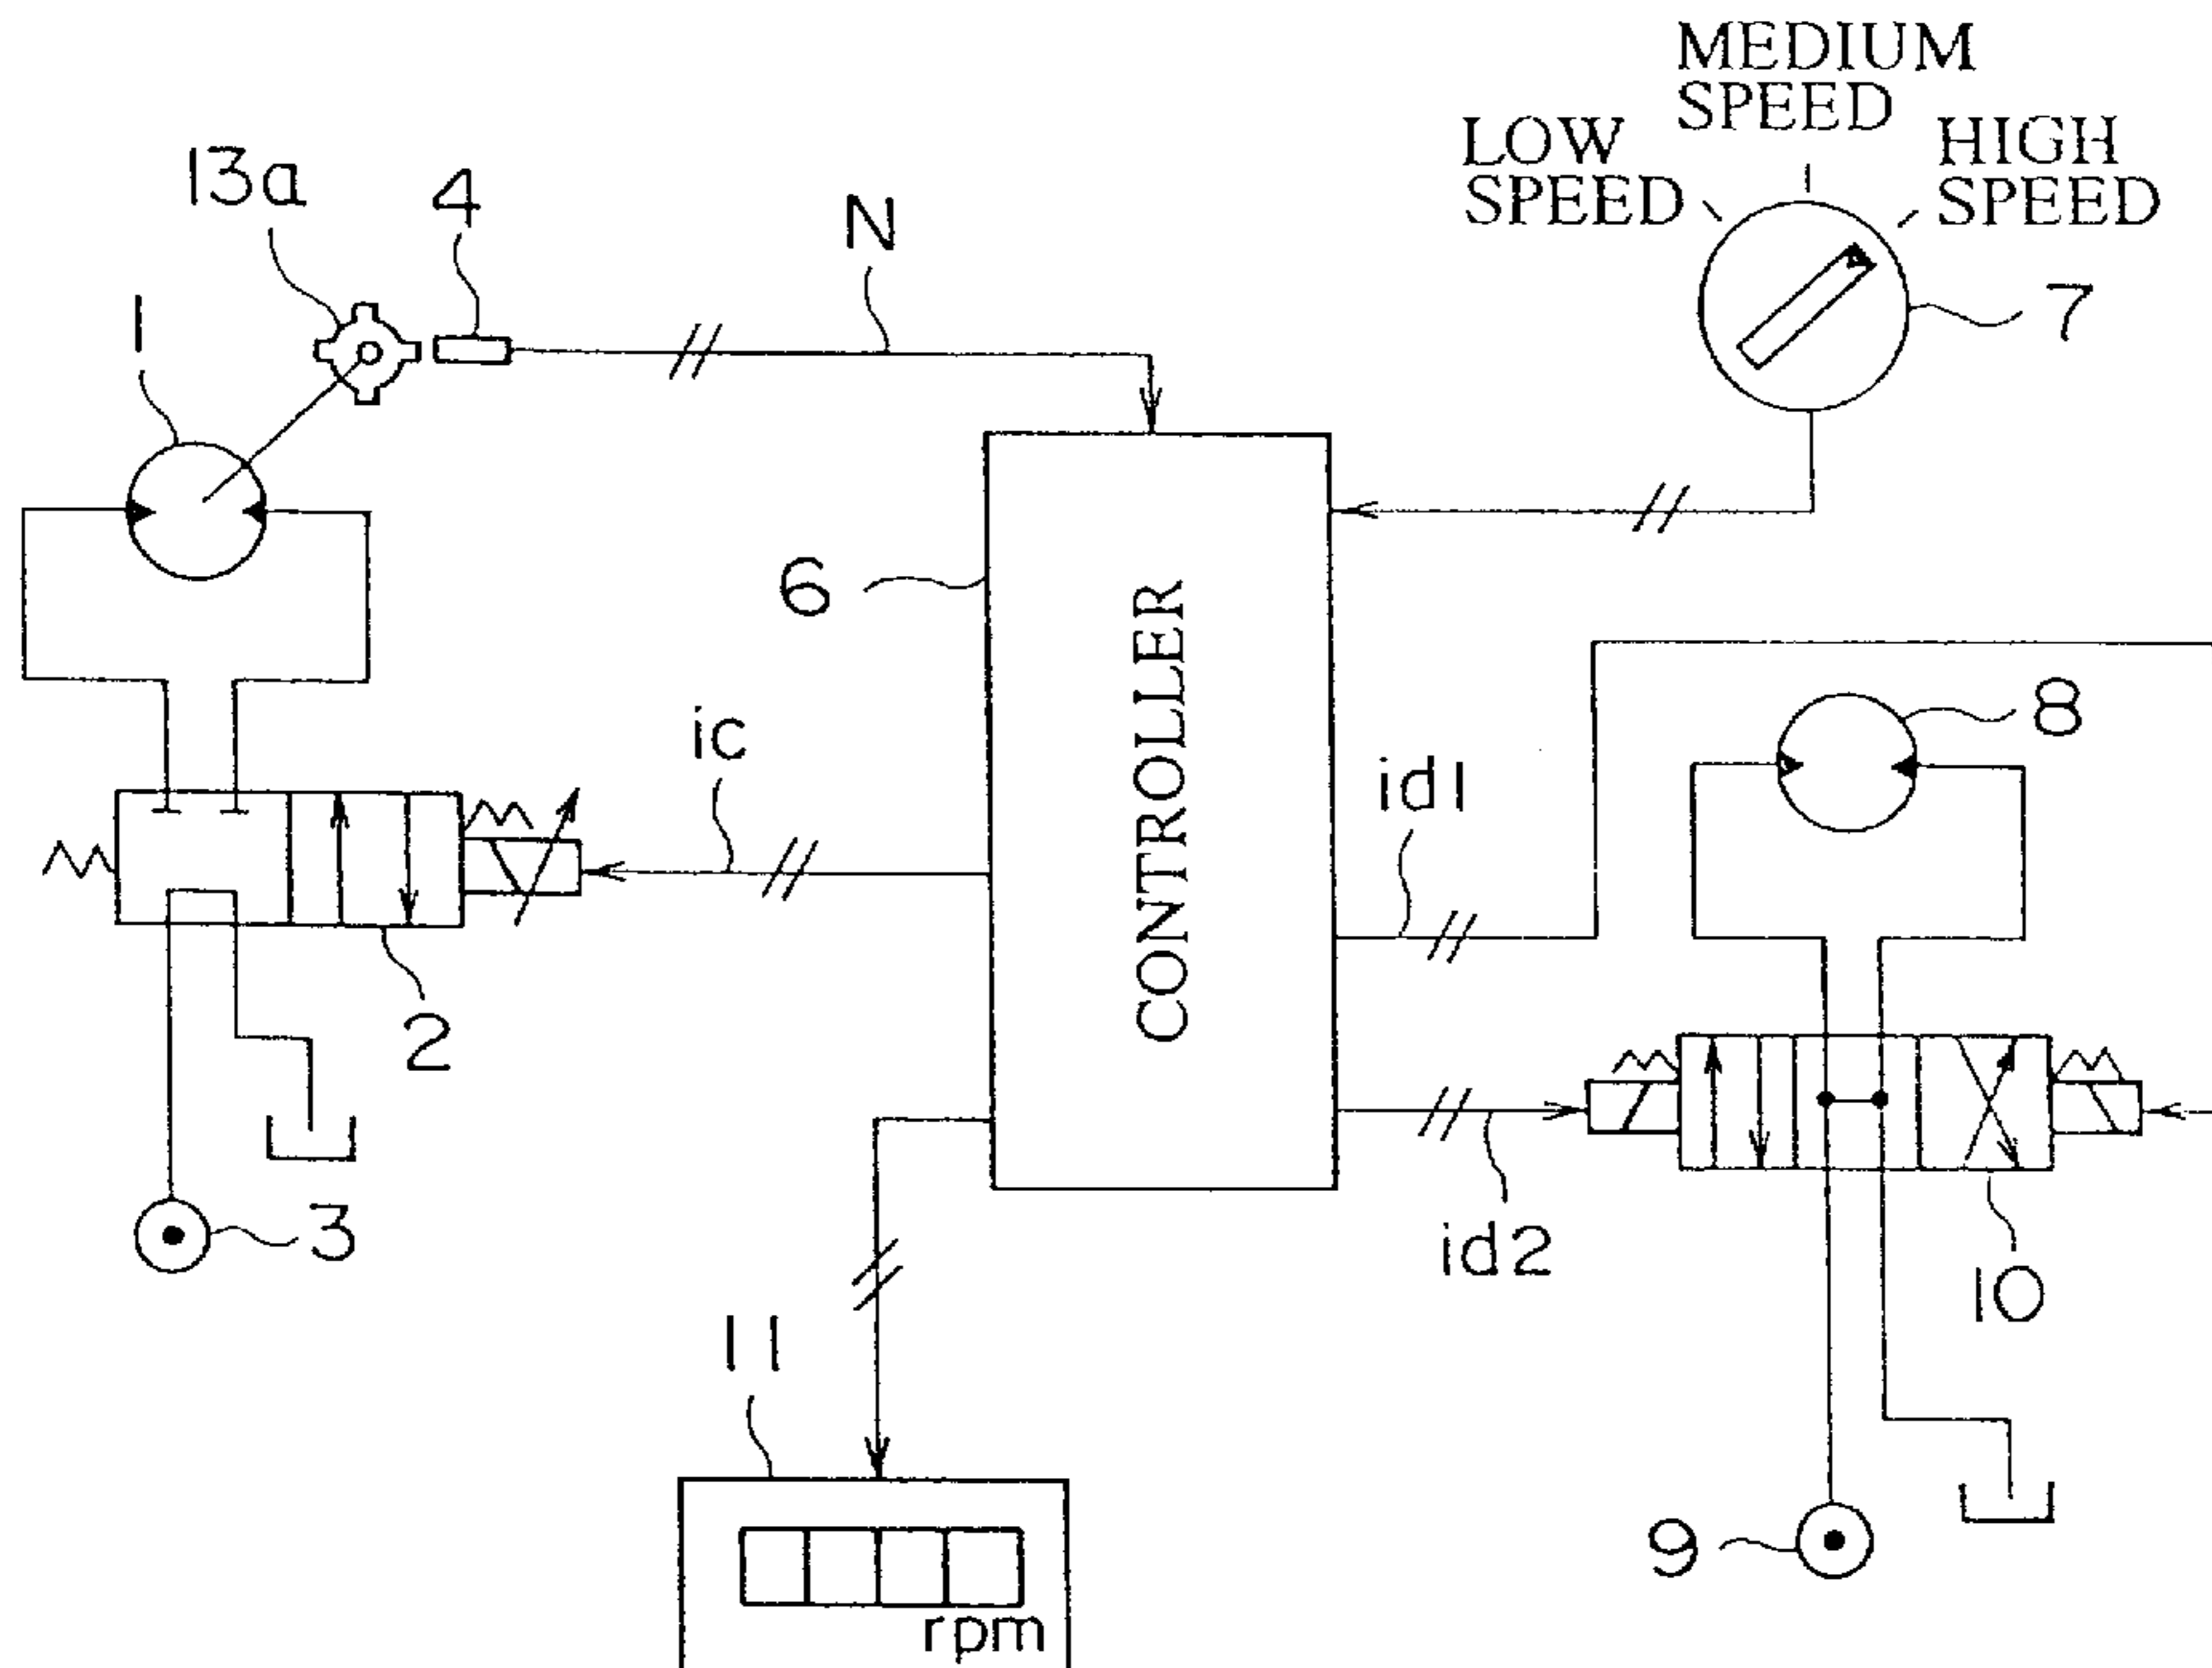 MEDIUM
SPEED
LOW
SPEED
HIGH
SPEED
13a
4
N
1
7
6
CONTROLLER
ic
id1
8
2
3
id2
10
11
9
rpm